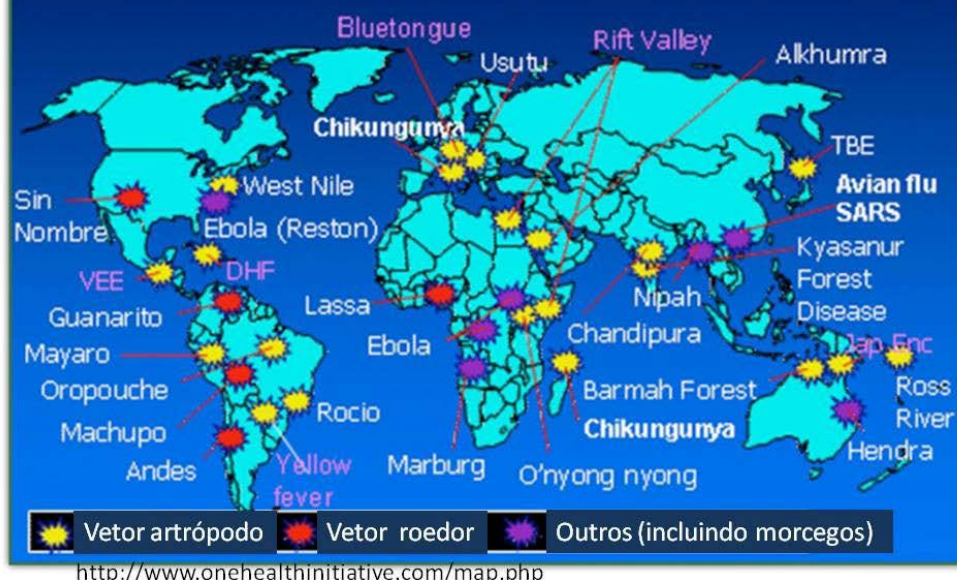 Bluetongue
Rift Valley
Usutu
Alkhumra
Chikungunya
TBE
Sin
Nombre
West Nile
Avian flu
SARS
Ebola (Reston)
Kyasanur
Forest
Disease
VEE
DHF
Guanarito
Lassa
Nipah
Ebola
Chandipura
Mayaro
Jap Enc
Oropouche
Barmah Forest
Ross
River
Rocio
Machupo
Chikungunya
Hendra
Andes
Yellow
fever
Marburg
O'nyong nyong
Vetor artrópodo
Vetor roedor
Outros (incluindo morcegos)
http://www.onehealthinitiative.com/map.php